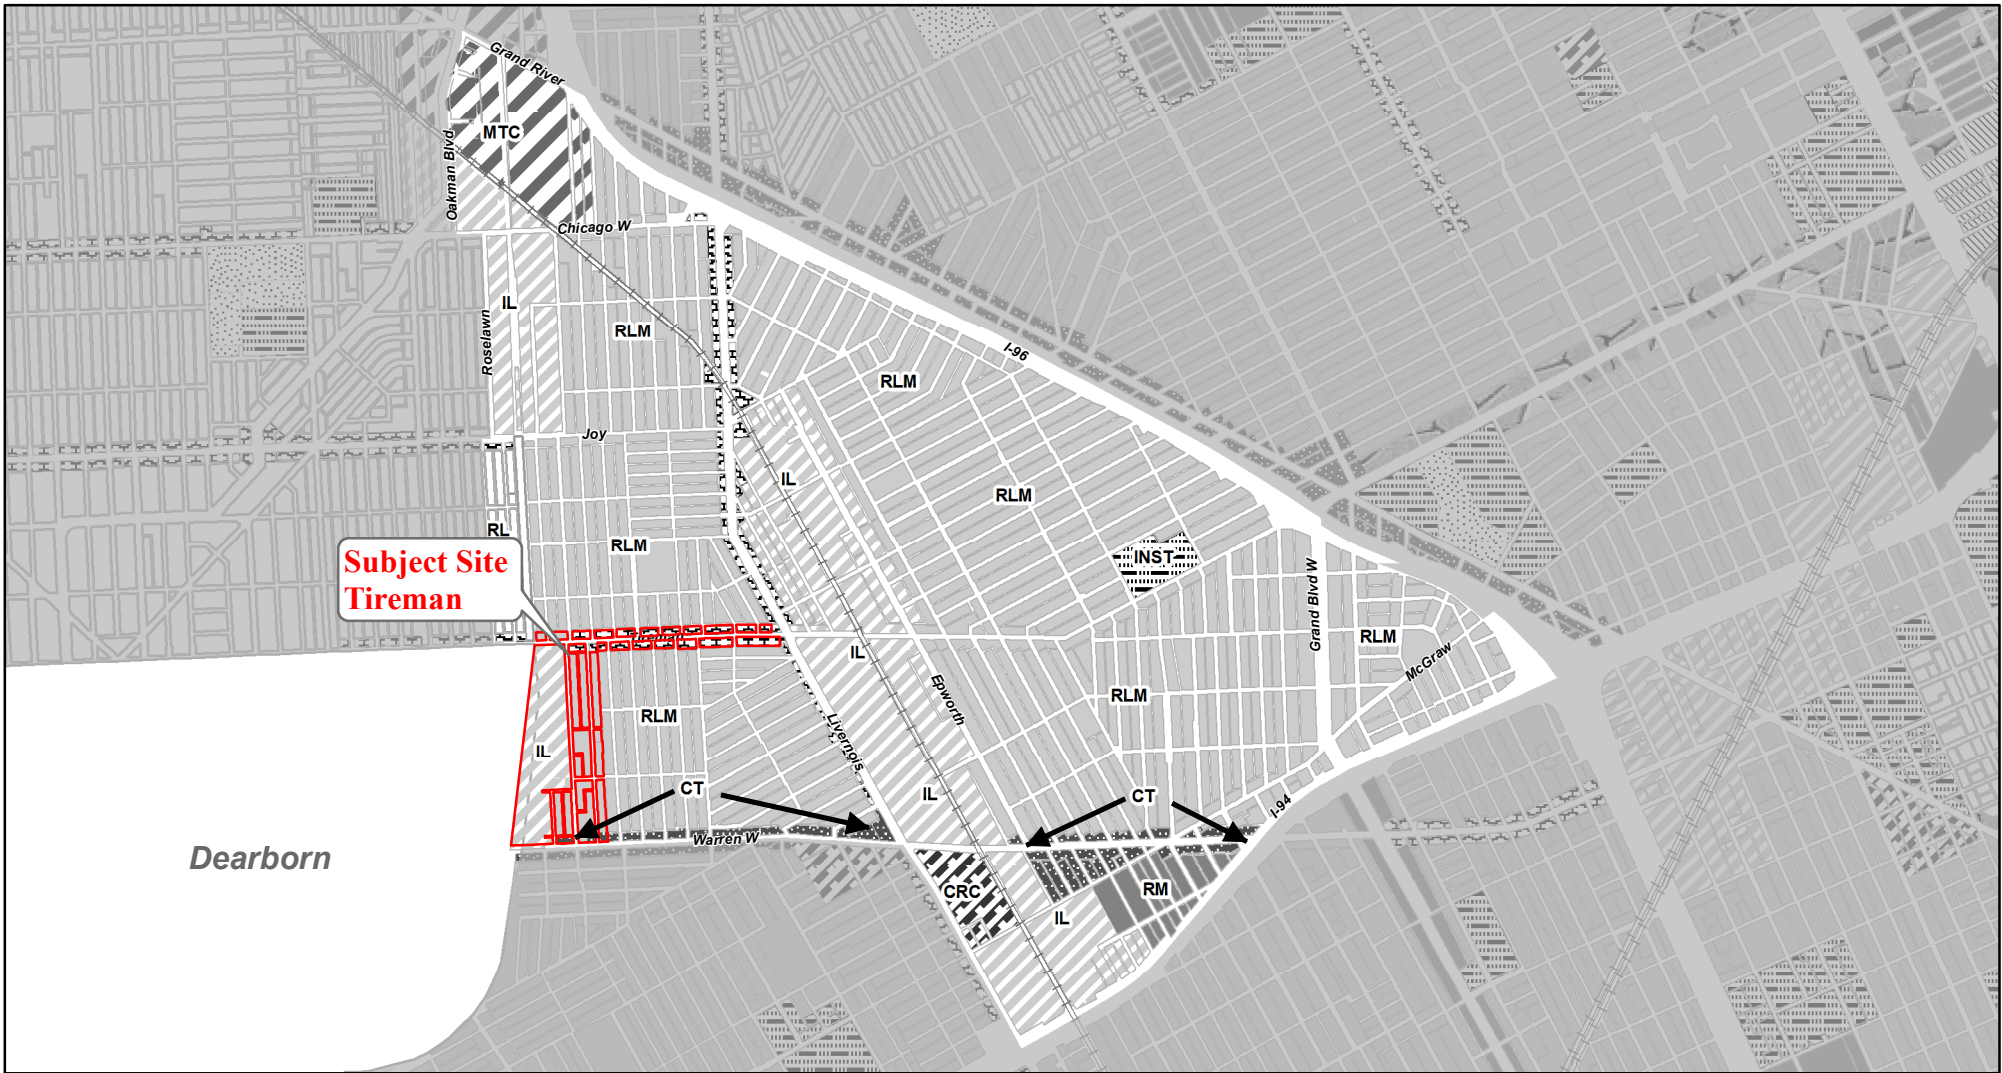 Grand River
MTC
Oakman Blvd
Chicago W
IL
Roselawn
RLM
I-96
RLM
Joy
IL
RLM
RL
RLM
INST
Subject Site
Tireman
Tireman
Grand Blvd W
RLM
IL
McGraw
Epworth
RLM
RLM
Livernois
IL
CT
IL
CT
I-94
Warren W
Dearborn
CRC
RM
IL